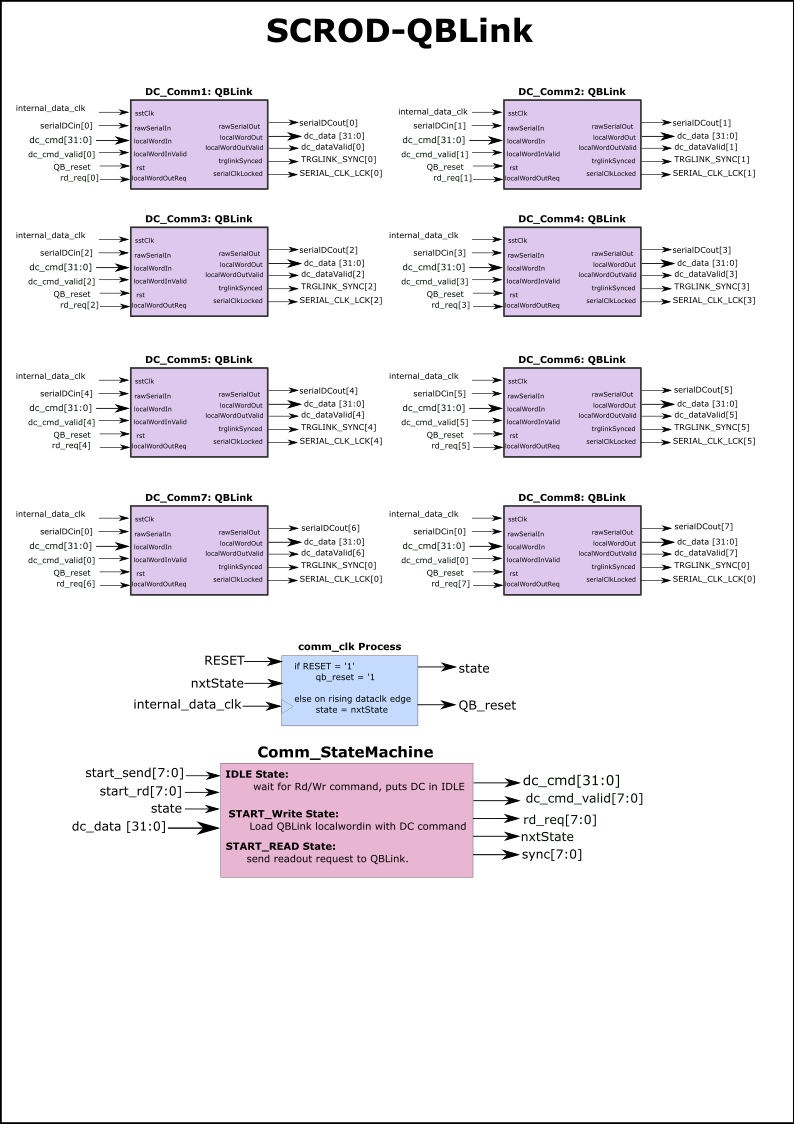 SCROD-QBLink
DC_Comm1: QBLink
internal_data_clk
serialDCin[0]
dc_cmd[31:0]
dc_cmd_valid[0]
QB_reset
rd_req[0]
sstClk
rawSerialIn
localWordIn
localWordInValid
rst
localWordOutReq
rawSerialOut
localWordOut
localWordOutValid
trglinkSynced
serialClkLocked
serialDCout[0]
dc_data [31:0]
dc_dataValid[0]
TRGLINK_SYNC[0]
SERIAL_CLK_LCK[0]
DC_Comm2: QBLink
internal_data_clk
serialDCin[1]
dc_cmd[31:0]
dc_cmd_valid[1]
QB_reset
rd_req[1]
sstClk
rawSerialIn
localWordIn
localWordInValid
rst
localWordOutReq
rawSerialOut
localWordOut
localWordOutValid
trglinkSynced
serialClkLocked
serialDCout[1]
dc_data [31:0]
dc_dataValid[1]
TRGLINK_SYNC[1]
SERIAL_CLK_LCK[1]
DC_Comm3: QBLink
internal_data_clk
serialDCin[2]
dc_cmd[31:0]
dc_cmd_valid[2]
QB_reset
rd_req[2]
sstClk
rawSerialIn
localWordIn
localWordInValid
rst
localWordOutReq
rawSerialOut
localWordOut
localWordOutValid
trglinkSynced
serialClkLocked
serialDCout[2]
dc_data [31:0]
dc_dataValid[2]
TRGLINK_SYNC[2]
SERIAL_CLK_LCK[2]
DC_Comm4: QBLink
internal_data_clk
serialDCin[3]
dc_cmd[31:0]
dc_cmd_valid[3]
QB_reset
rd_req[3]
sstClk
rawSerialIn
localWordIn
localWordInValid
rst
localWordOutReq
rawSerialOut
localWordOut
localWordOutValid
trglinkSynced
serialClkLocked
serialDCout[3]
dc_data [31:0]
dc_dataValid[3]
TRGLINK_SYNC[3]
SERIAL_CLK_LCK[3]
DC_Comm5: QBLink
internal_data_clk
serialDCin[4]
dc_cmd[31:0]
dc_cmd_valid[4]
QB_reset
rd_req[4]
sstClk
rawSerialIn
localWordIn
localWordInValid
rst
localWordOutReq
rawSerialOut
localWordOut
localWordOutValid
trglinkSynced
serialClkLocked
serialDCout[4]
dc_data [31:0]
dc_dataValid[4]
TRGLINK_SYNC[4]
SERIAL_CLK_LCK[4]
DC_Comm6: QBLink
internal_data_clk
serialDCin[5]
dc_cmd[31:0]
dc_cmd_valid[5]
QB_reset
rd_req[5]
sstClk
rawSerialIn
localWordIn
localWordInValid
rst
localWordOutReq
rawSerialOut
localWordOut
localWordOutValid
trglinkSynced
serialClkLocked
serialDCout[5]
dc_data [31:0]
dc_dataValid[5]
TRGLINK_SYNC[5]
SERIAL_CLK_LCK[5]
DC_Comm7: QBLink
internal_data_clk
serialDCin[0]
dc_cmd[31:0]
dc_cmd_valid[0]
QB_reset
rd_req[6]
sstClk
rawSerialIn
localWordIn
localWordInValid
rst
localWordOutReq
rawSerialOut
localWordOut
localWordOutValid
trglinkSynced
serialClkLocked
serialDCout[6]
dc_data [31:0]
dc_dataValid[6]
TRGLINK_SYNC[0]
SERIAL_CLK_LCK[0]
DC_Comm8: QBLink
internal_data_clk
serialDCin[0]
dc_cmd[31:0]
dc_cmd_valid[0]
QB_reset
rd_req[7]
sstClk
rawSerialIn
localWordIn
localWordInValid
rst
localWordOutReq
rawSerialOut
localWordOut
localWordOutValid
trglinkSynced
serialClkLocked
serialDCout[7]
dc_data [31:0]
dc_dataValid[7]
TRGLINK_SYNC[0]
SERIAL_CLK_LCK[0]
comm_clk Process
RESET
nxtState
internal_data_clk
if RESET = '1'
qb_reset = '1
else on rising dataclk edge
state = nxtState
state
QB_reset
Comm_StateMachine
start_send[7:0]
start_rd[7:0]
state
dc_data [31:0]
IDLE State:
wait for Rd/Wr command, puts DC in IDLE
START_Write State:
Load QBLink localwordin with DC command
START_READ State:
send readout request to QBLink.
dc_cmd[31:0]
dc_cmd_valid[7:0]
rd_req[7:0]
nxtState
sync[7:0]